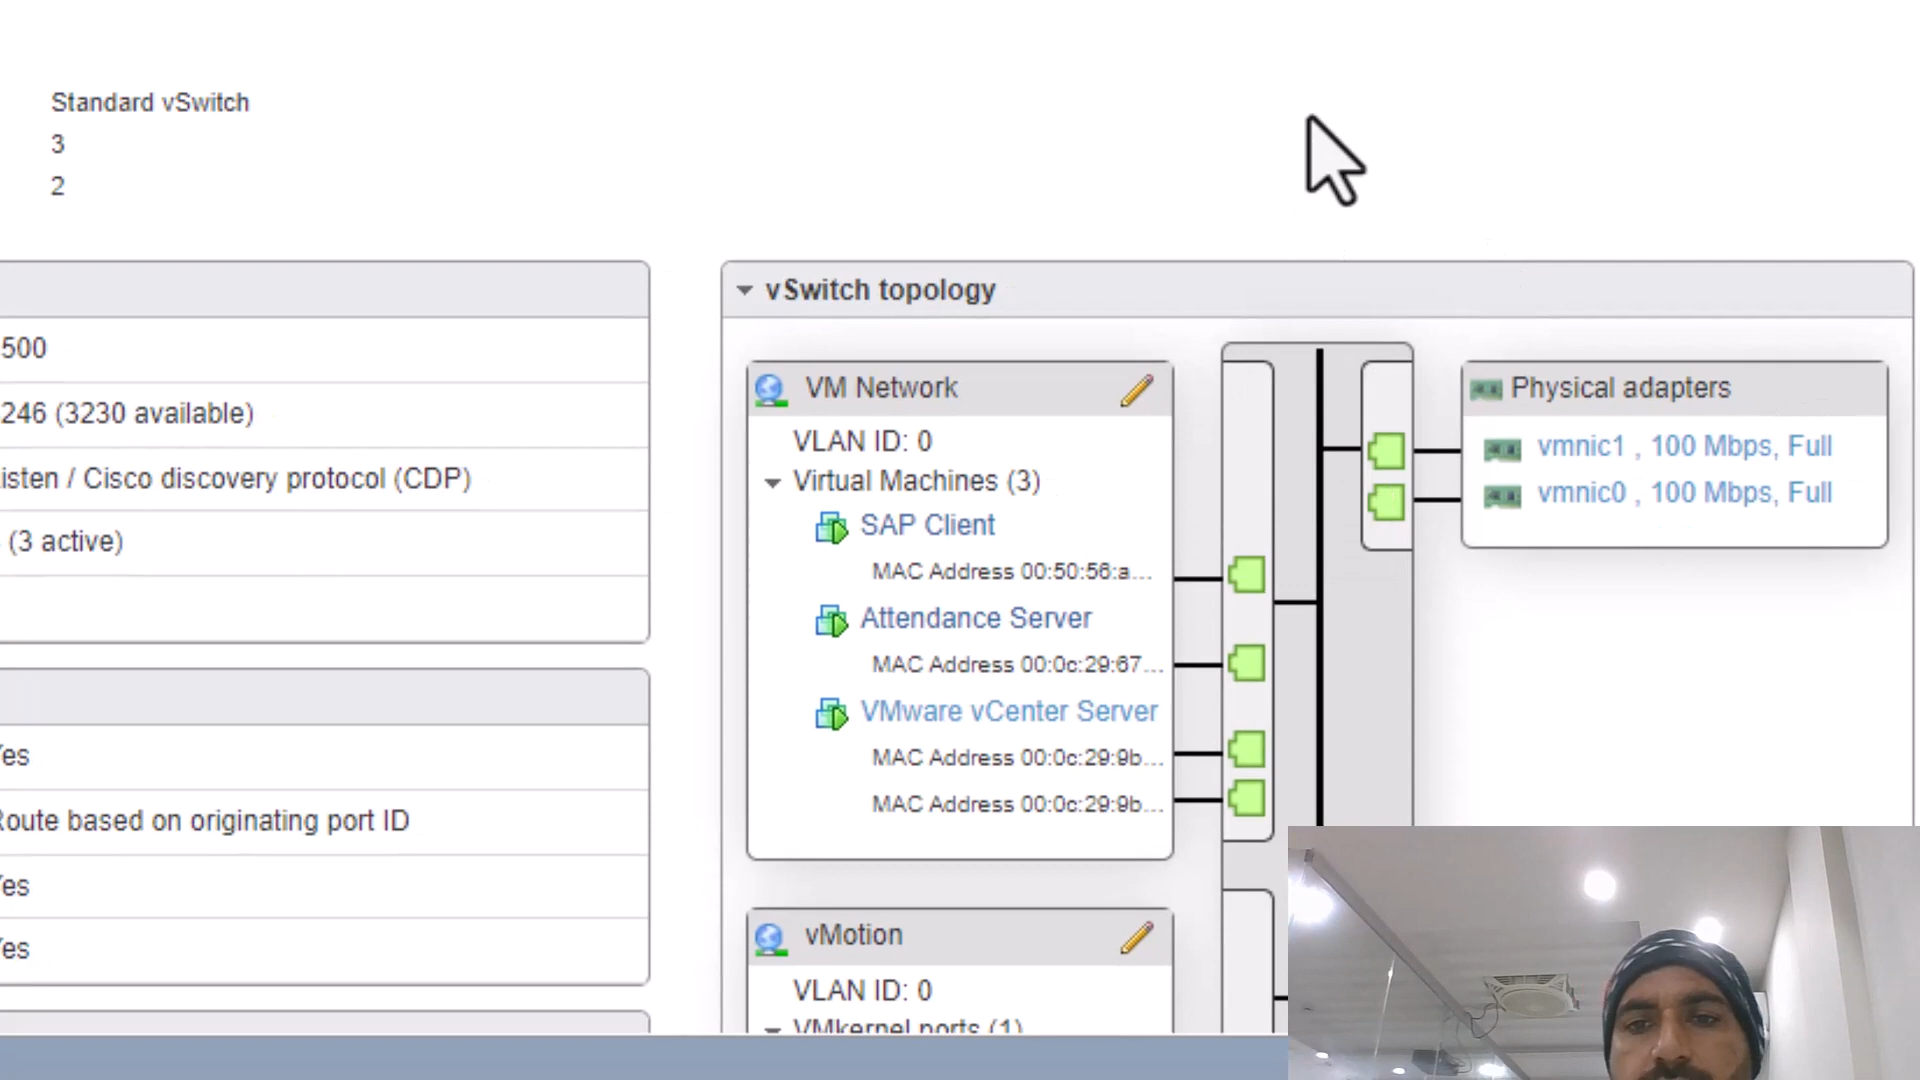 Standard vSwitch
3
2
500
246 (3230 available)
isten / Cisco discovery protocol (CDP)
(3 active)
es
Route based on originating port ID
es
es
vSwitch topology
VM Network
VLAN ID: 0
Virtual Machines (3)
SAP Client
MAC Address 00:50:56:a...
Attendance Server
MAC Address 00:0c:29:67...
VMware vCenter Server
MAC Address 00:0c:29:9b...
MAC Address 00:0c:29:9b...
vMotion
VLAN ID: 0
VMkernel ports (1)
Physical adapters
vmnic1 , 100 Mbps, Full
vmnic0 , 100 Mbps, Full